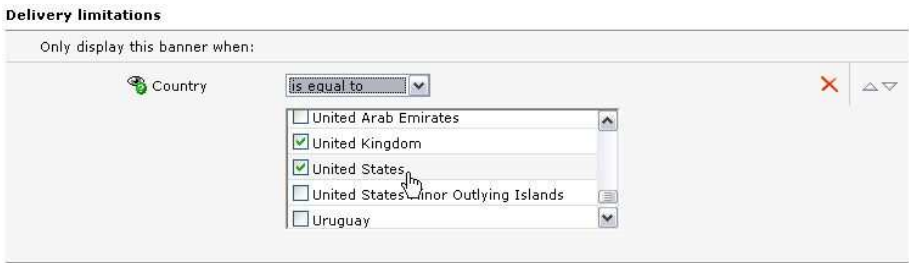 Delivery limitations
Only display this banner when:
Country is equal to
United Arab Emirates
United Kingdom
United States
United States Minor Outlying Islands
Uruguay